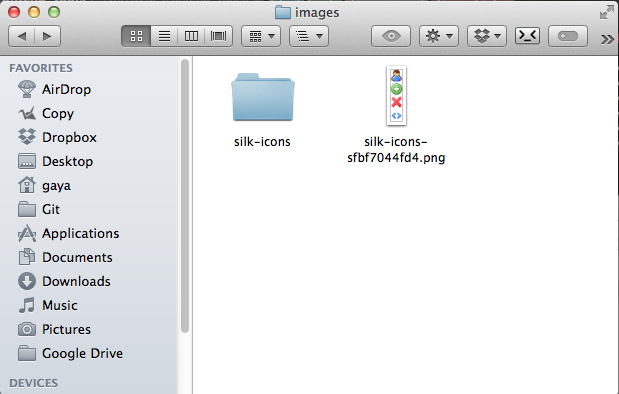 images
FAVORITES
AirDrop
Copy
Dropbox
Desktop
gaya
Git
Applications
Documents
Downloads
Music
Pictures
Google Drive
DEVICES
silk-icons
silk-icons-
sfbf7044fd4.png